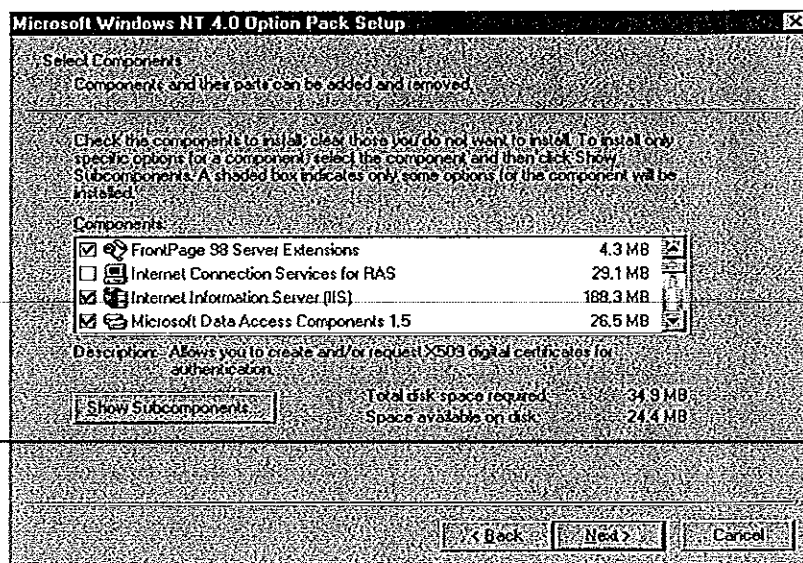 Microsoft Windows NT 4.0 Option Pack Setup
Select Components
Components and their parts can be added and removed.
Check the components to install; clear those you do not want to install. To install only
specific options for a component, select the component and then click Show
Subcomponents. A shaded box indicates only some options for the component will be
installed.
Components:
FrontPage 98 Server Extensions 4.3 MB
Internet Connection Services for RAS 29.1 MB
Internet Information Server (IIS) 188.3 MB
Microsoft Data Access Components 1.5 26.5 MB
Description: Allows you to create and/or request X509 digital certificates for
authentication.
Show Subcomponents
Total disk space required: 34.9 MB
Space available on disk: 24.4 MB
< Back Next > Cancel